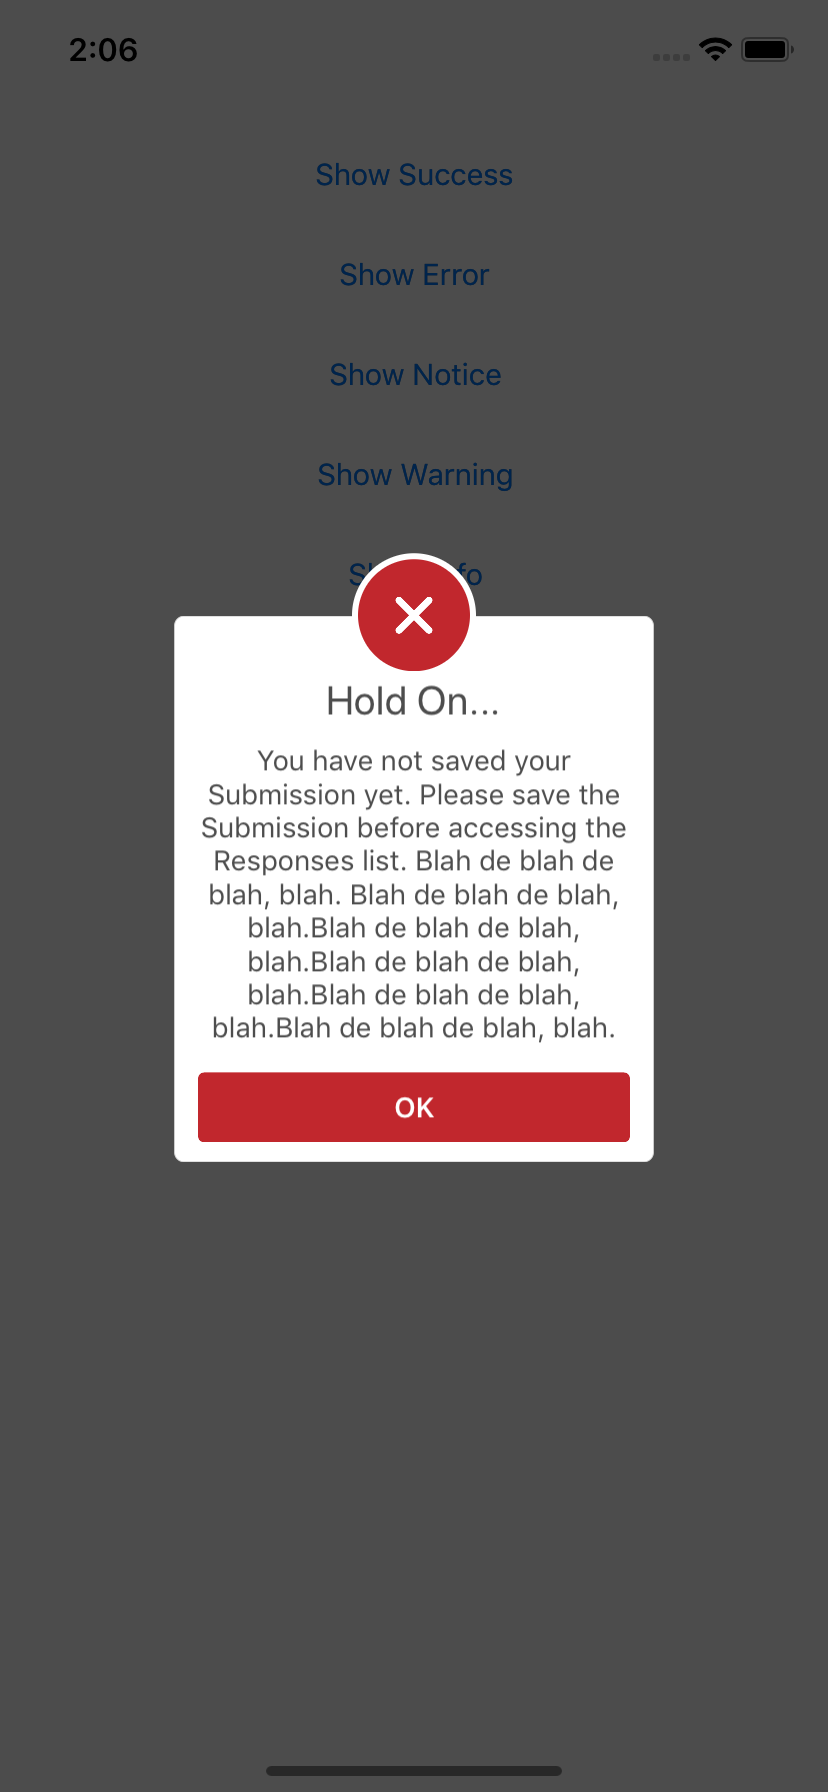 2:06
Show Success
Show Error
Show Notice
Show Warning
Hold On...
You have not saved your
Submission yet. Please save the
Submission before accessing the
Responses list. Blah de blah de
blah, blah. Blah de blah de blah,
blah.Blah de blah de blah,
blah.Blah de blah de blah,
blah.Blah de blah de blah,
blah.Blah de blah de blah, blah.
OK